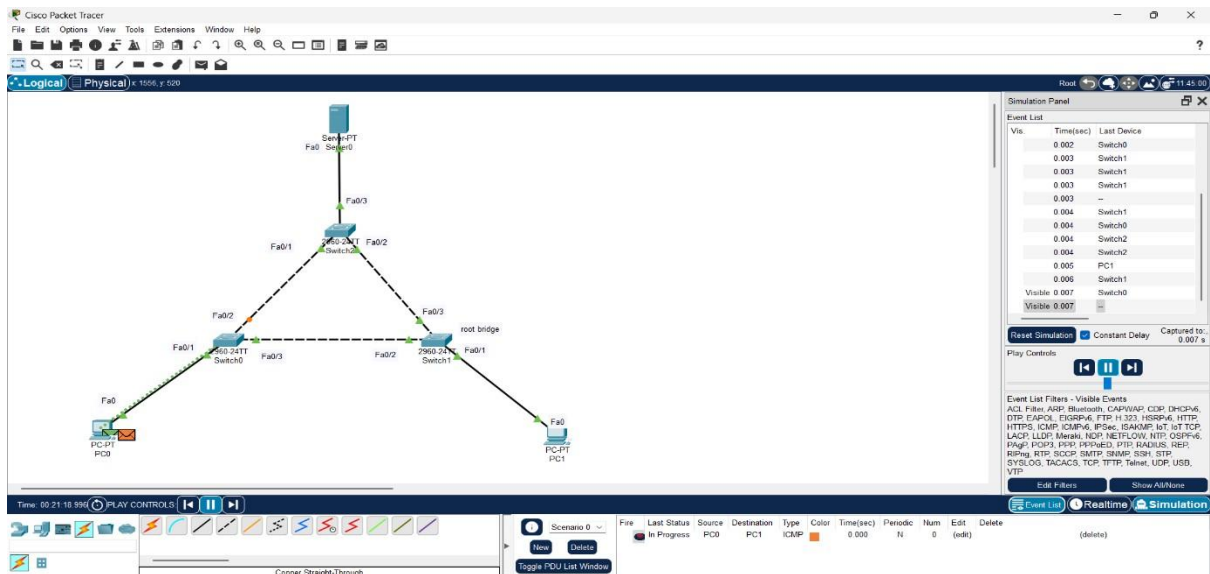 Cisco Packet Tracer
File Edit Options View Tools Extensions Window Help
?
Logical Physical x: 1556, y: 520
Root 11:45:00
Server-PT
Fa0 Server0
Fa0/3
Fa0/1 2960-24TT Fa0/2
Switch2
Fa0/2
Fa0/3
root bridge
Fa0/1 2960-24TT Fa0/3
Switch0
Fa0/2 2960-24TT Fa0/1
Switch1
Fa0
PC-PT
PC0
Fa0
PC-PT
PC1
Simulation Panel
Event List
Vis. Time(sec) Last Device
0.002 Switch0
0.003 Switch1
0.003 Switch1
0.003 Switch1
0.003 --
0.004 Switch1
0.004 Switch0
0.004 Switch2
0.004 Switch2
0.005 PC1
0.006 Switch1
Visible 0.007 Switch0
Visible 0.007 --
Reset Simulation Constant Delay Captured to:
0.007 s
Play Controls
Event List Filters - Visible Events
ACL Filter, ARP, Bluetooth, CAPWAP, CDP, DHCPv6,
DTP, EAPOL, EIGRPv6, FTP, H.323, HSRPv6, HTTP,
HTTPS, ICMP, ICMPv6, IPSec, ISAKMP, IoT, IoT TCP,
LACP, LLDP, Meraki, NDP, NETFLOW, NTP, OSPFv6,
PAgP, POP3, PPP, PPPoED, PTP, RADIUS, REP,
RIPng, RTP, SCCP, SMTP, SNMP, SSH, STP,
SYSLOG, TACACS, TCP, TFTP, Telnet, UDP, USB,
VTP
Edit Filters Show All/None
Time: 00:21:18.996 PLAY CONTROLS:
Event List Realtime Simulation
Scenario 0
New Delete
Toggle PDU List Window
Fire Last Status Source Destination Type Color Time(sec) Periodic Num Edit Delete
In Progress PC0 PC1 ICMP 0.000 N 0 (edit) (delete)
Copper Straight-Through